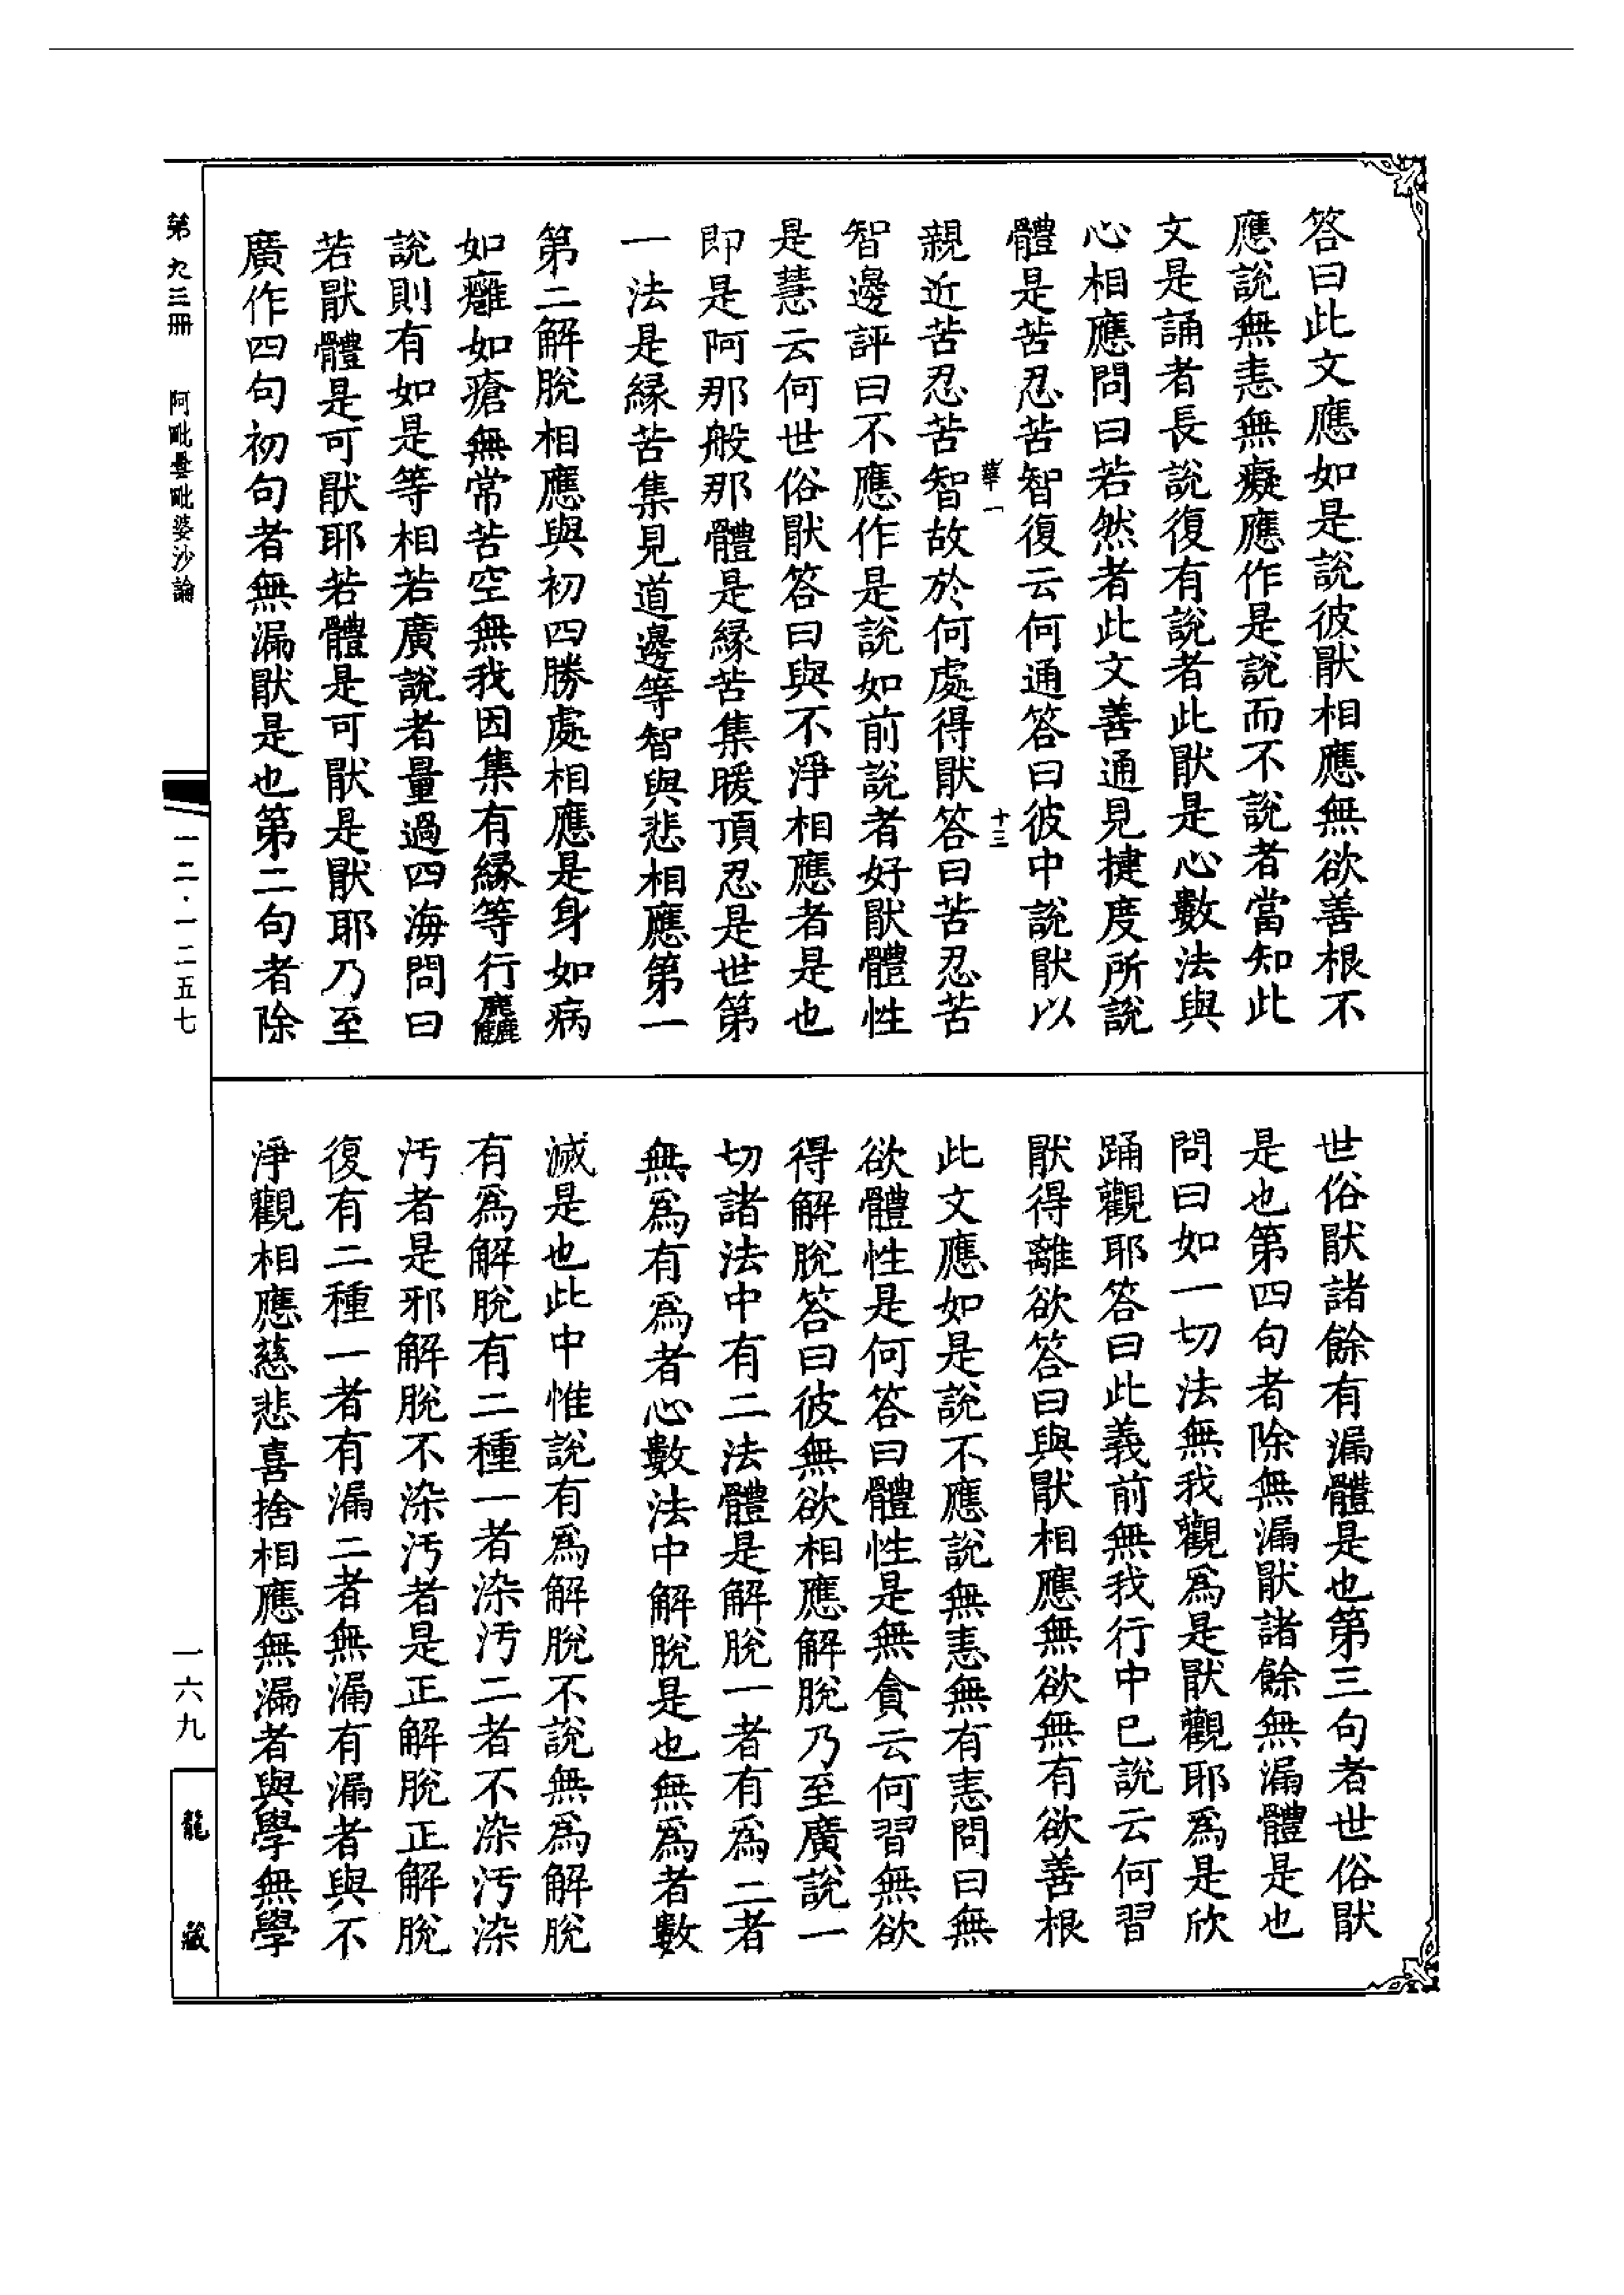 答曰此文應如是說彼猒相應無欲善根不
應說無恚無癡應作是說而不說者當知此
文是誦者長說復有說者此猒是心數法與
心相應問曰若然者此文善通見揵度所說
體是苦忍苦智復云何通答曰彼中說猒以
華一 十三
親近苦忍苦智故於何處得猒答曰苦忍苦
智邊評曰不應作是說如前說者好猒體性
是慧云何世俗猒答曰與不淨相應者是也
即是阿那般那體是緣苦集暖頂忍是世第
一法是緣苦集見道邊等智與悲相應第一
第二解脫相應與初四勝處相應是身如病
如癰如瘡無常苦空無我因集有緣等行麤
說則有如是等相若廣說者量過四海問曰
若猒體是可猒耶若體是可猒是猒耶乃至
廣作四句初句者無漏猒是也第二句者除
世俗猒諸餘有漏體是也第三句者世俗猒
是也第四句者除無漏猒諸餘無漏體是也
問曰如一切法無我觀爲是猒觀耶爲是欣
踊觀耶答曰此義前無我行中已說云何習
猒得離欲答曰與猒相應無欲無有欲善根
此文應如是說不應說無恚無有恚問曰無
欲體性是何答曰體性是無貪云何習無欲
得解脫答曰彼無欲相應解脫乃至廣說一
切諸法中有二法體是解脫一者有爲二者
無爲有爲者心數法中解脫是也無爲者數
滅是也此中惟說有爲解脫不說無爲解脫
有爲解脫有二種一者染污二者不染污染
污者是邪解脫不染污者是正解脫正解脫
復有二種一者有漏二者無漏有漏者與不
淨觀相應慈悲喜捨相應無漏者與學無學
第九三冊 阿毗曇毗婆沙論
一二·一二五七
一六九
龍藏